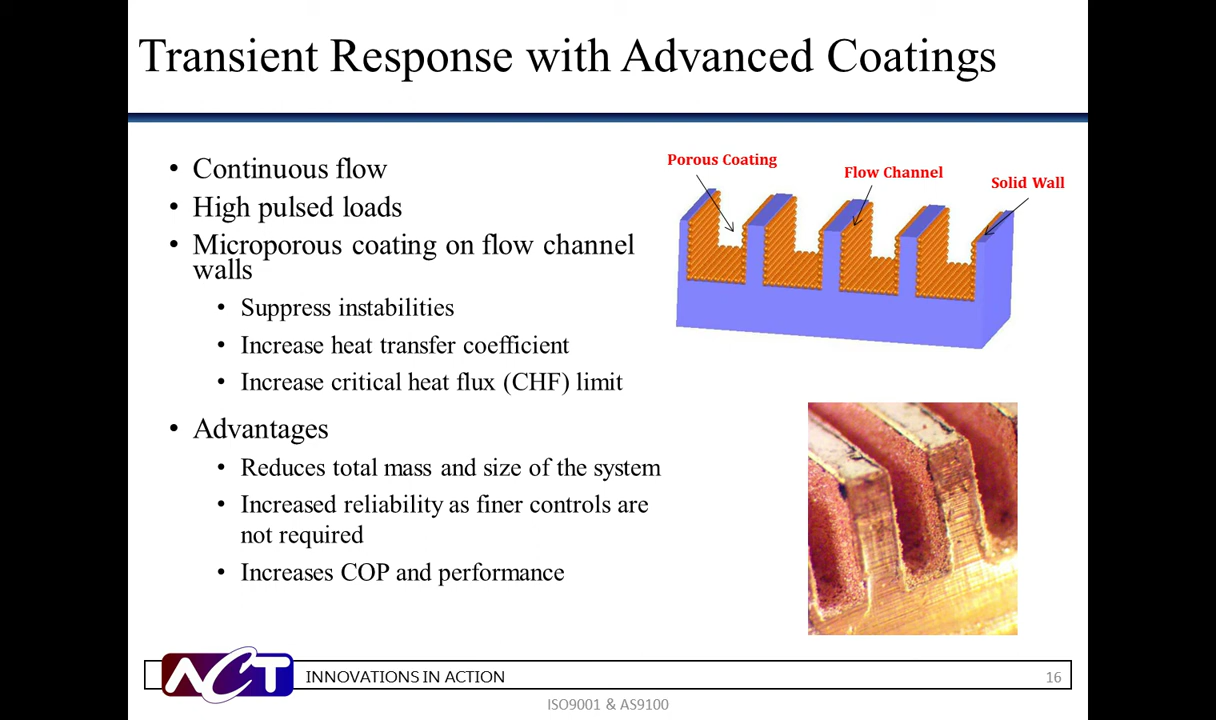 Transient Response with Advanced Coatings
• Continuous flow
• High pulsed loads
• Microporous coating on flow channel
walls
• Suppress instabilities
• Increase heat transfer coefficient
• Increase critical heat flux (CHF) limit
• Advantages
• Reduces total mass and size of the system
• Increased reliability as finer controls are
not required
• Increases COP and performance
Porous Coating
Flow Channel
Solid Wall
ACT
INNOVATIONS IN ACTION
16
ISO9001 & AS9100